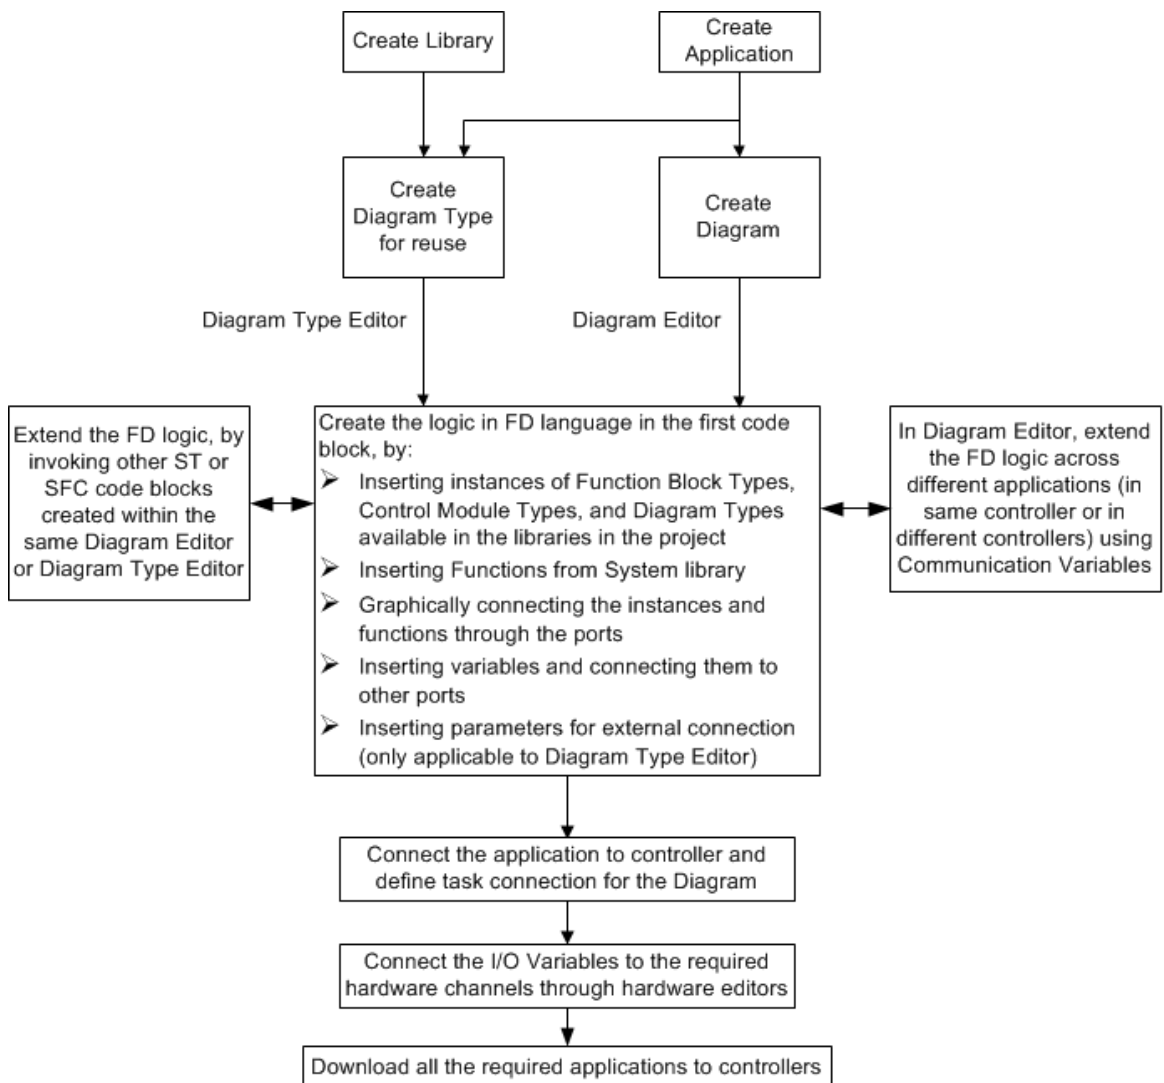 Create Library
Create
Application
Create
Diagram Type
for reuse
Create
Diagram
Diagram Type Editor
Diagram Editor
Extend the FD logic, by
invoking other ST or
SFC code blocks
created within the
same Diagram Editor
or Diagram Type Editor
Create the logic in FD language in the first code
block, by:
➢ Inserting instances of Function Block Types,
Control Module Types, and Diagram Types
available in the libraries in the project
➢ Inserting Functions from System library
➢ Graphically connecting the instances and
functions through the ports
➢ Inserting variables and connecting them to
other ports
➢ Inserting parameters for external connection
(only applicable to Diagram Type Editor)
In Diagram Editor, extend
the FD logic across
different applications (in
same controller or in
different controllers) using
Communication Variables
Connect the application to controller and
define task connection for the Diagram
Connect the I/O Variables to the required
hardware channels through hardware editors
Download all the required applications to controllers